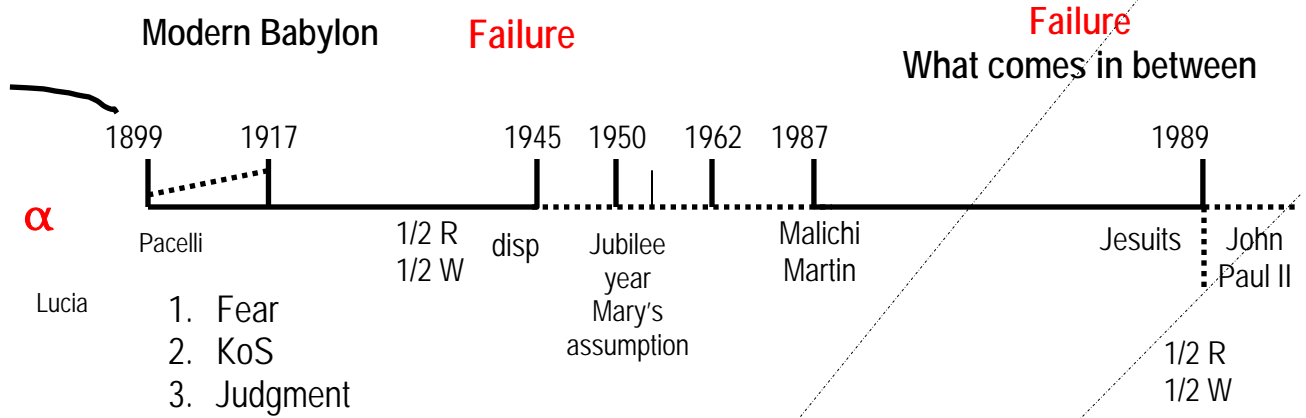 Modern Babylon
Failure
Failure
What comes in between
1899
1917
1945
1950
1962
1987
1989
α
Pacelli
1/2 R
1/2 W
disp
Jubilee
year
Mary's
assumption
Malichi
Martin
Jesuits
John
Paul II
Lucia
1. Fear
2. KoS
3. Judgment
1/2 R
1/2 W